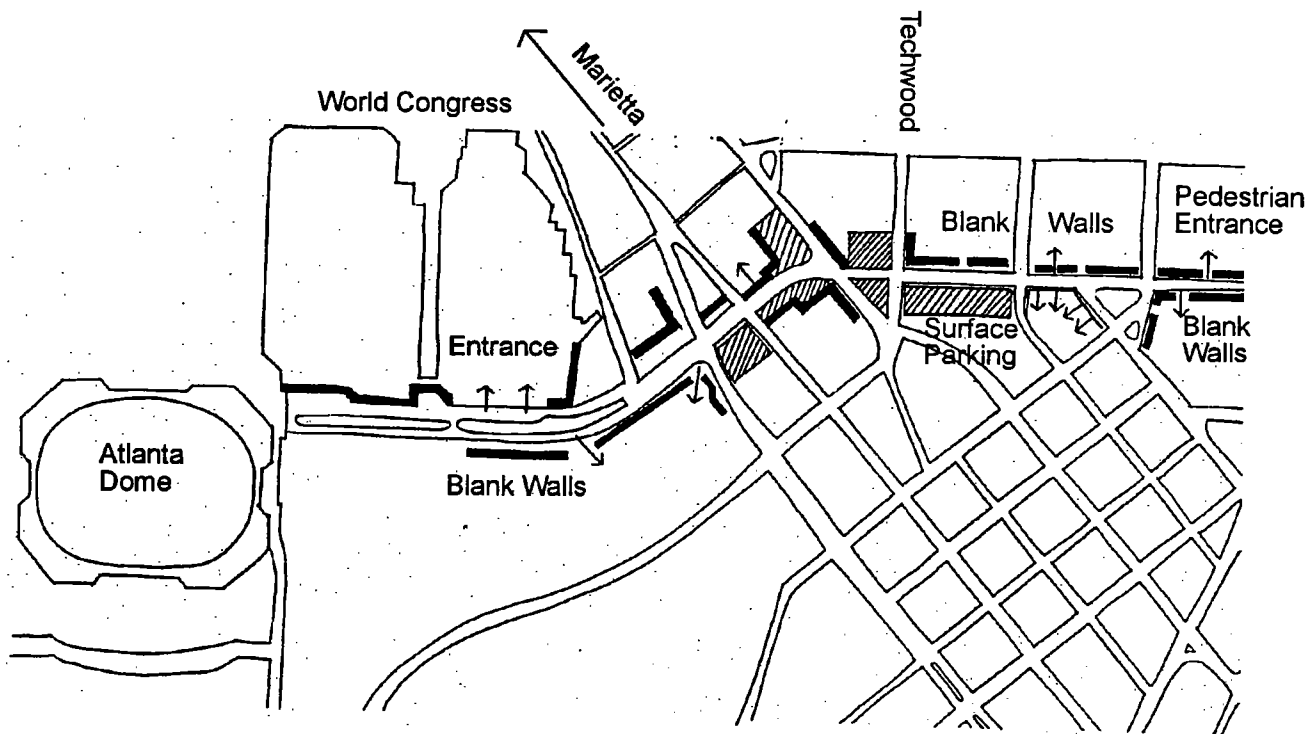 Techwood
Marietta
World Congress
Pedestrian
Entrance
Blank
Walls
Entrance
Surface
Parking
Blank
Walls
Atlanta
Dome
Blank Walls